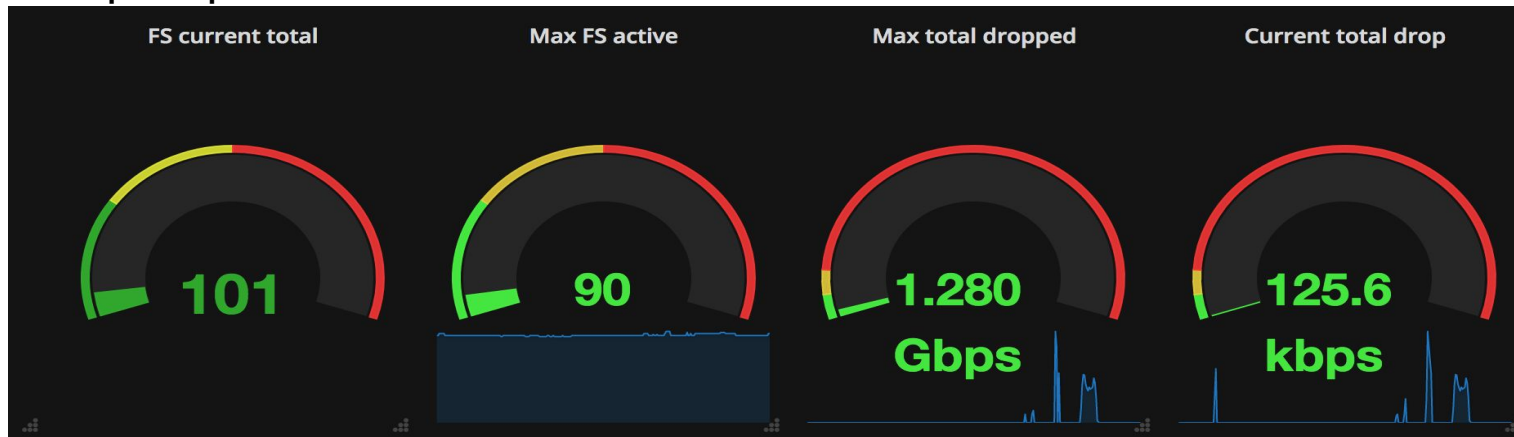 FS current total
Max FS active
Max total dropped
Current total drop
101
90
1.280
Gbps
125.6
kbps